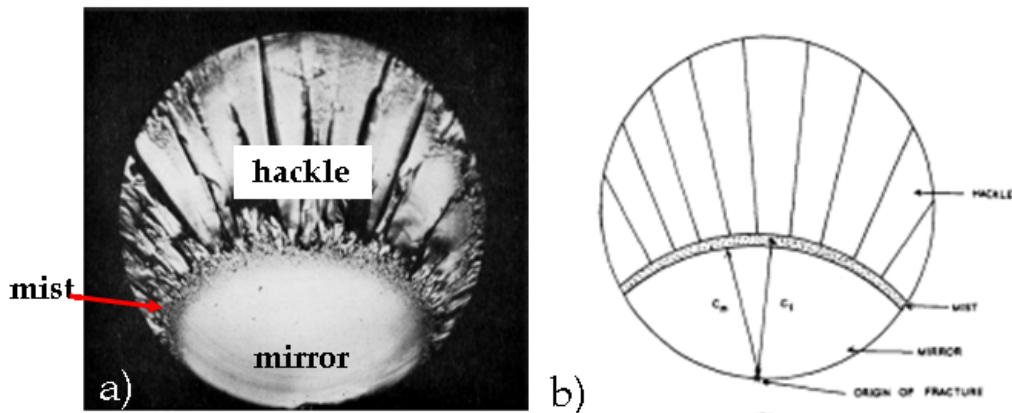 hackle
mist
mirror
a)
HACKLE
Cm
C1
MIST
MIRROR
ORIGIN OF FRACTURE
b)